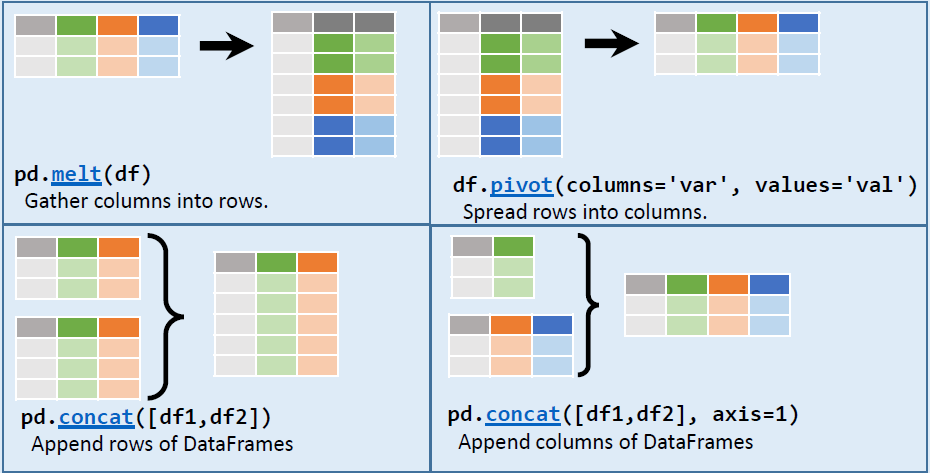 pd.melt(df)
Gather columns into rows.
df.pivot(columns='var', values='val')
Spread rows into columns.
pd.concat([df1,df2])
Append rows of DataFrames
pd.concat([df1,df2], axis=1)
Append columns of DataFrames